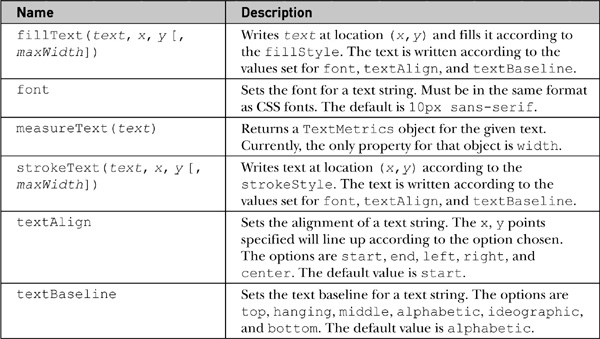 Name Description
fillText(text, x, y [, Writes text at location (x,y) and fills it according to
maxWidth]) the fillStyle. The text is written according to the
values set for font, textAlign, and textBaseline.
font Sets the font for a text string. Must be in the same format
as CSS fonts. The default is 10px sans-serif.
measureText(text) Returns a TextMetrics object for the given text.
Currently, the only property for that object is width.
strokeText(text, x, y [, Writes text at location (x,y) according to the
maxWidth]) strokeStyle. The text is written according to the
values set for font, textAlign, and textBaseline.
textAlign Sets the alignment of a text string. The x, y points
specified will line up according to the option chosen.
The options are start, end, left, right, and
center. The default value is start.
textBaseline Sets the text baseline for a text string. The options are
top, hanging, middle, alphabetic, ideographic,
and bottom. The default value is alphabetic.